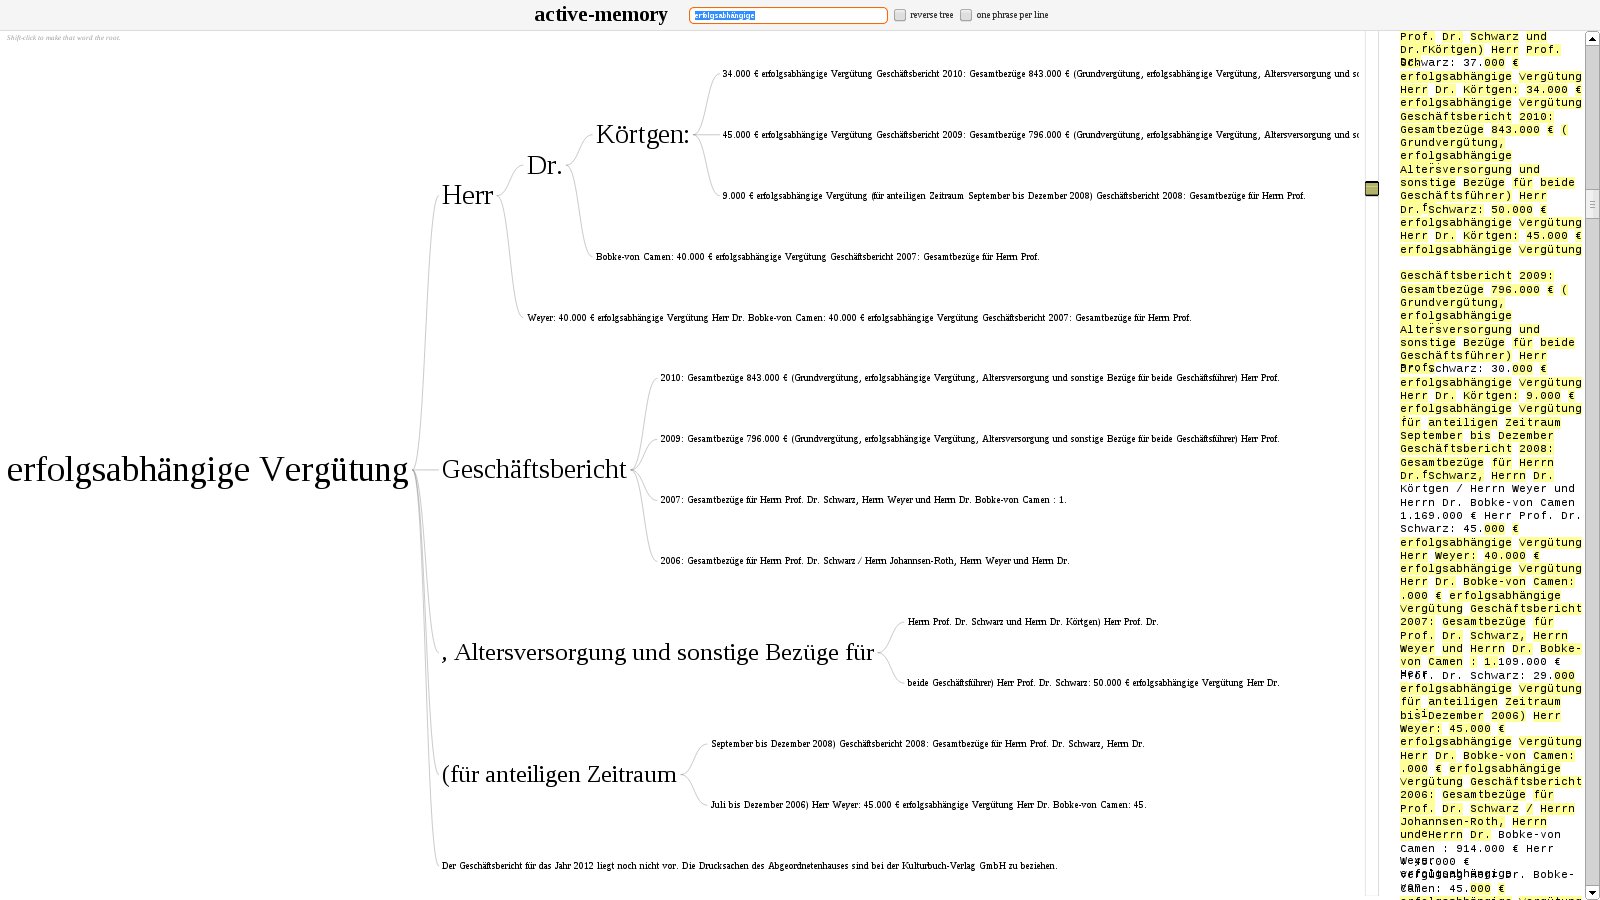 active-memory
erfolgsabhängige
reverse tree
one phrase per line
Shift-click to make that word the root.
erfolgsabhängige Vergütung
Herr
Dr.
Körtgen:
34.000 € erfolgsabhängige Vergütung Geschäftsbericht 2010: Gesamtbezüge 843.000 € (Grundvergütung, erfolgsabhängige Vergütung, Altersversorgung und so
45.000 € erfolgsabhängige Vergütung Geschäftsbericht 2009: Gesamtbezüge 796.000 € (Grundvergütung, erfolgsabhängige Vergütung, Altersversorgung und so
9.000 € erfolgsabhängige Vergütung (für anteiligen Zeitraum September bis Dezember 2008) Geschäftsbericht 2008: Gesamtbezüge für Herrn Prof.
Bobke-von Camen: 40.000 € erfolgsabhängige Vergütung Geschäftsbericht 2007: Gesamtbezüge für Herrn Prof.
Weyer: 40.000 € erfolgsabhängige Vergütung Herr Dr. Bobke-von Camen: 40.000 € erfolgsabhängige Vergütung Geschäftsbericht 2007: Gesamtbezüge für Herrn Prof.
Geschäftsbericht
2010: Gesamtbezüge 843.000 € (Grundvergütung, erfolgsabhängige Vergütung, Altersversorgung und sonstige Bezüge für beide Geschäftsführer) Herr Prof.
2009: Gesamtbezüge 796.000 € (Grundvergütung, erfolgsabhängige Vergütung, Altersversorgung und sonstige Bezüge für beide Geschäftsführer) Herr Prof.
2007: Gesamtbezüge für Herrn Prof. Dr. Schwarz, Herrn Weyer und Herrn Dr. Bobke-von Camen : 1.
2006: Gesamtbezüge für Herrn Prof. Dr. Schwarz / Herrn Johannsen-Roth, Herrn Weyer und Herrn Dr.
, Altersversorgung und sonstige Bezüge für
Herrn Prof. Dr. Schwarz und Herrn Dr. Körtgen) Herr Prof. Dr.
beide Geschäftsführer) Herr Prof. Dr. Schwarz: 50.000 € erfolgsabhängige Vergütung Herr Dr.
(für anteiligen Zeitraum
September bis Dezember 2008) Geschäftsbericht 2008: Gesamtbezüge für Herrn Prof. Dr. Schwarz, Herrn Dr.
Juli bis Dezember 2006) Herr Weyer: 45.000 € erfolgsabhängige Vergütung Herr Dr. Bobke-von Camen: 45.
Der Geschäftsbericht für das Jahr 2012 liegt noch nicht vor. Die Drucksachen des Abgeordnetenhauses sind bei der Kulturbuch-Verlag GmbH zu beziehen.
Prof. Dr. Schwarz und
Dr. Körtgen) Herr Prof.
Schwarz: 37.000 €
erfolgsabhängige Vergütung
Herr Dr. Körtgen: 34.000 €
erfolgsabhängige Vergütung
Geschäftsbericht 2010:
Gesamtbezüge 843.000 € (
Grundvergütung,
erfolgsabhängige
Altersversorgung und
sonstige Bezüge für beide
Geschäftsführer) Herr
Dr. Schwarz: 50.000 €
erfolgsabhängige Vergütung
Herr Dr. Körtgen: 45.000 €
erfolgsabhängige Vergütung
Geschäftsbericht 2009:
Gesamtbezüge 796.000 € (
Grundvergütung,
erfolgsabhängige
Altersversorgung und
sonstige Bezüge für beide
Geschäftsführer) Herr
Schwarz: 30.000 €
erfolgsabhängige Vergütung
Herr Dr. Körtgen: 9.000 €
erfolgsabhängige Vergütung
für anteiligen Zeitraum
September bis Dezember
Geschäftsbericht 2008:
Gesamtbezüge für Herrn
Dr. Schwarz, Herrn Dr.
Körtgen / Herrn Weyer und
Herrn Dr. Bobke-von Camen
1.169.000 € Herr Prof. Dr.
Schwarz: 45.000 €
erfolgsabhängige Vergütung
Herr Weyer: 40.000 €
erfolgsabhängige Vergütung
Herr Dr. Bobke-von Camen:
.000 € erfolgsabhängige
Vergütung Geschäftsbericht
2007: Gesamtbezüge für
Prof. Dr. Schwarz, Herrn
Weyer und Herrn Dr. Bobke-
von Camen : 1.109.000 €
Prof. Dr. Schwarz: 29.000
erfolgsabhängige Vergütung
für anteiligen Zeitraum
bis Dezember 2006) Herr
Weyer: 45.000 €
erfolgsabhängige Vergütung
Herr Dr. Bobke-von Camen:
.000 € erfolgsabhängige
Vergütung Geschäftsbericht
2006: Gesamtbezüge für
Prof. Dr. Schwarz / Herrn
Johannsen-Roth, Herrn
und Herrn Dr. Bobke-von
Camen : 914.000 € Herr
Dr. Bobke-
Camen: 45.000 €